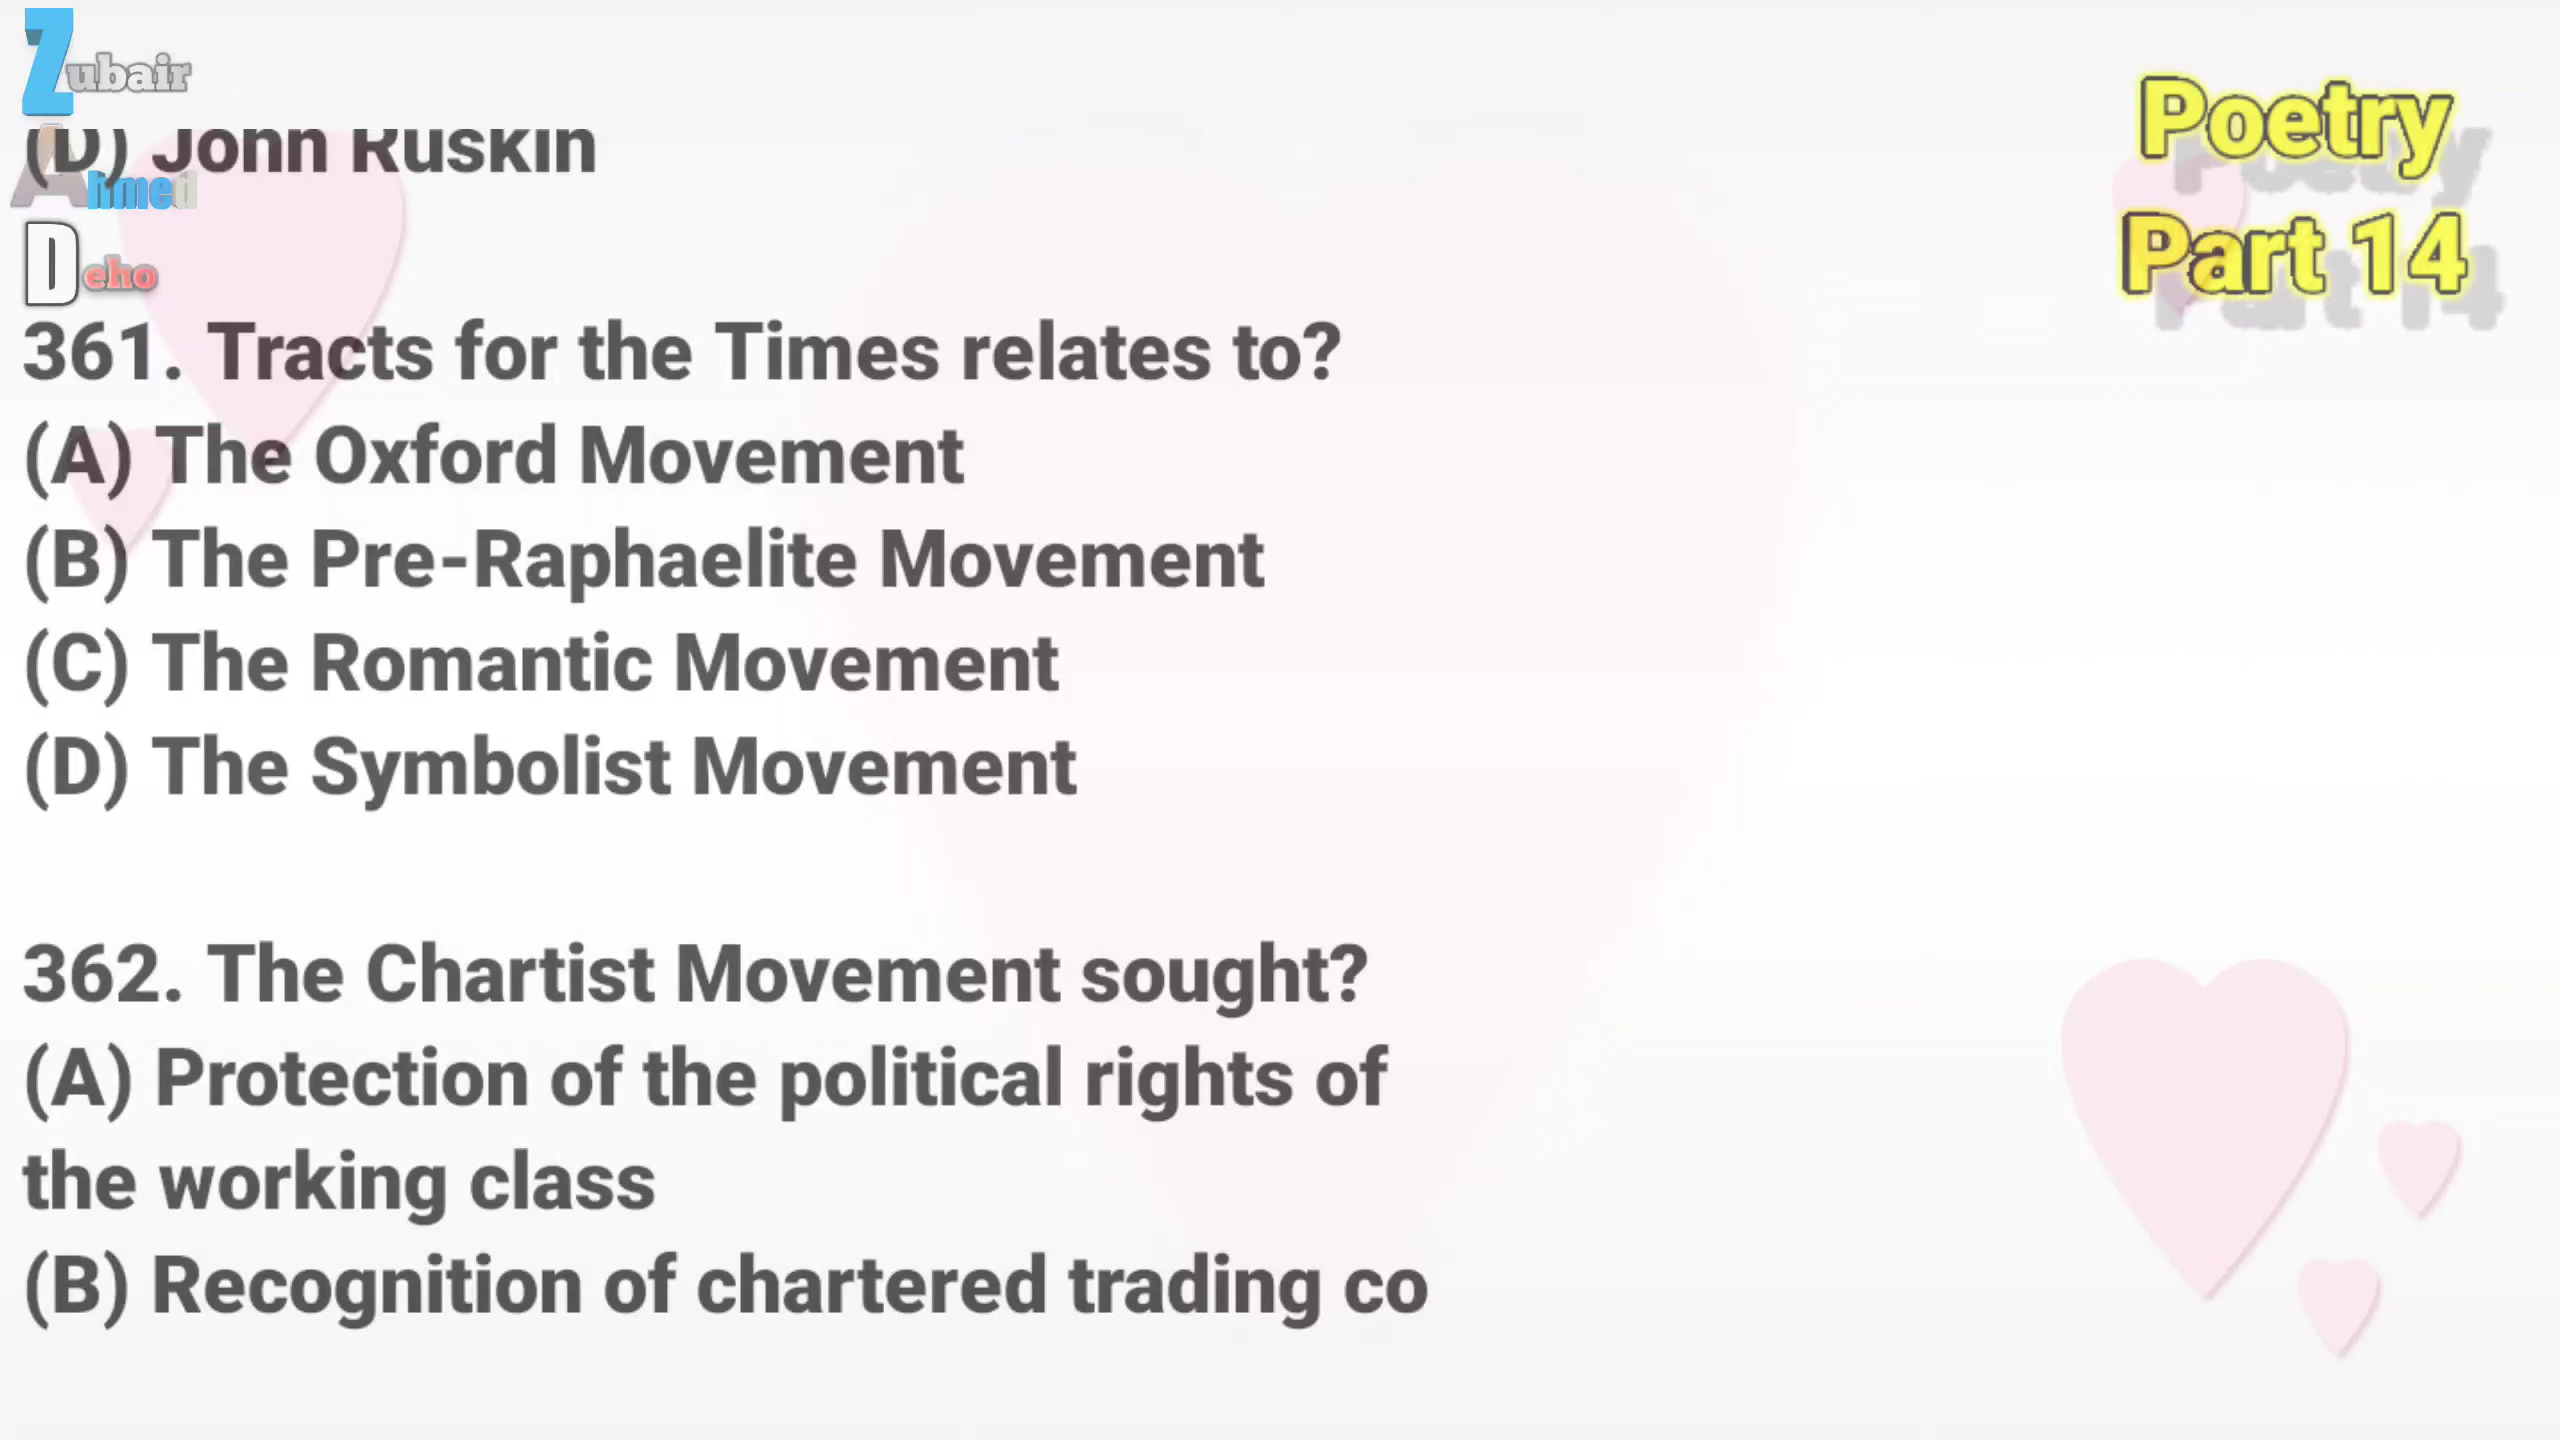 Zubair
(D) John Ruskin
Ahmed
Deho
Poetry
Part 14
361. Tracts for the Times relates to?
(A) The Oxford Movement
(B) The Pre-Raphaelite Movement
(C) The Romantic Movement
(D) The Symbolist Movement
362. The Chartist Movement sought?
(A) Protection of the political rights of
the working class
(B) Recognition of chartered trading co